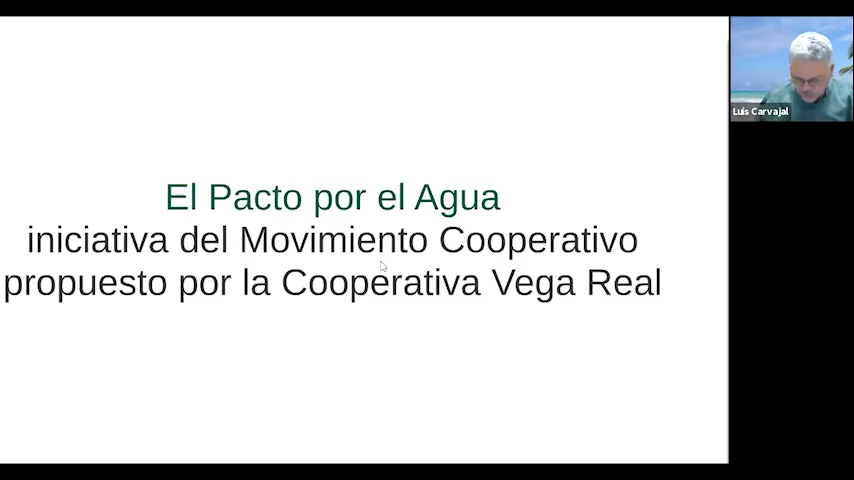 El Pacto por el Agua
iniciativa del Movimiento Cooperativo
propuesto por la Cooperativa Vega Real
Luis Carvajal